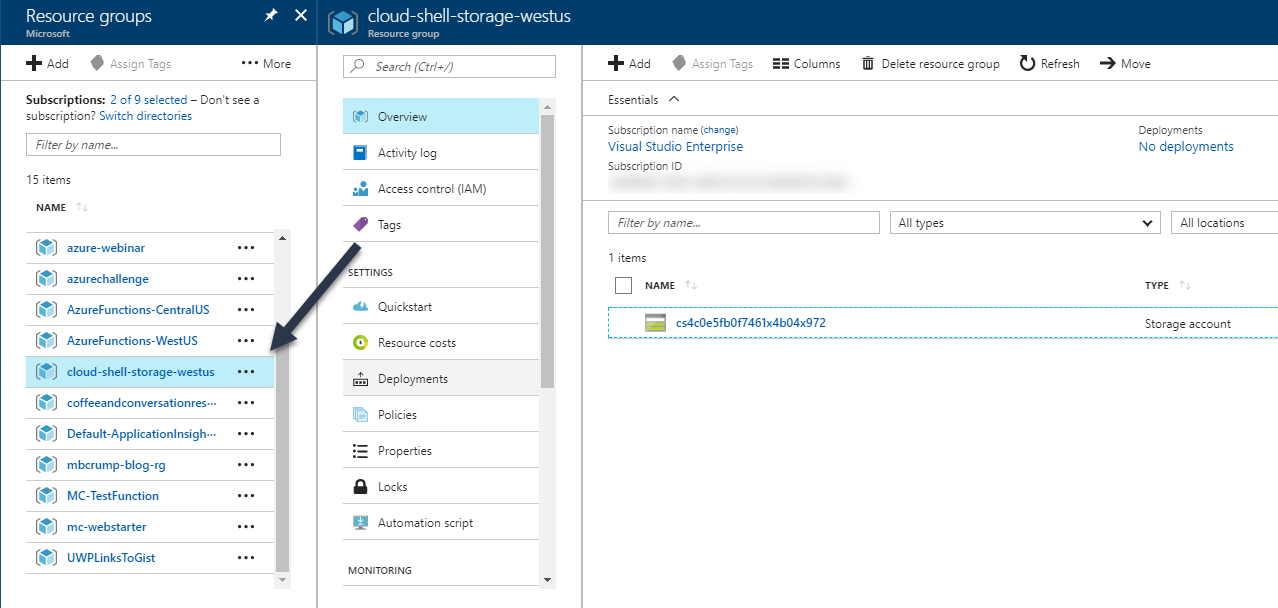 Resource groups
Microsoft
Add
Assign Tags
••• More
Subscriptions: 2 of 9 selected – Don't see a
subscription? Switch directories
Filter by name...
15 items
NAME
azure-webinar
azurechallenge
AzureFunctions-CentralUS
AzureFunctions-WestUS
cloud-shell-storage-westus
coffeeandconversationres···
Default-ApplicationInsigh···
mbcrump-blog-rg
MC-TestFunction
mc-webstarter
UWPLinksToGist
cloud-shell-storage-westus
Resource group
Search (Ctrl+/)
Overview
Activity log
Access control (IAM)
Tags
SETTINGS
Quickstart
Resource costs
Deployments
Policies
Properties
Locks
Automation script
MONITORING
Add
Assign Tags
Columns
Delete resource group
Refresh
Move
Essentials
Subscription name (change)
Visual Studio Enterprise
Subscription ID
Deployments
No deployments
Filter by name...
All types
All locations
1 items
NAME
TYPE
cs4c0e5fb0f7461x4b04x972
Storage account